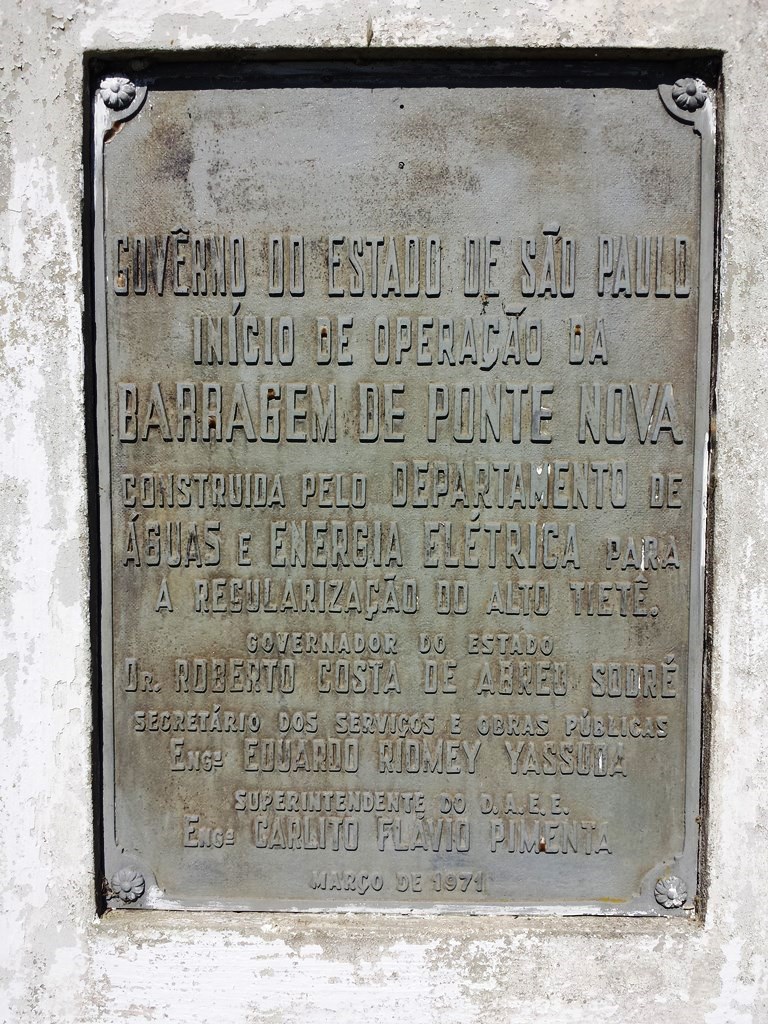 GOVÊRNO DO ESTADO DE SÃO PAULO
INÍCIO DE OPERAÇÃO DA
BARRAGEM DE PONTE NOVA
CONSTRUIDA PELO DEPARTAMENTO DE
ÁGUAS E ENERGIA ELÉTRICA PARA
A REGULARIZAÇÃO DO ALTO TIETÊ.
GOVERNADOR DO ESTADO
DR. ROBERTO COSTA DE ABREU SODRÉ
SECRETÁRIO DOS SERVIÇOS E OBRAS PÚBLICAS
ENGº EDUARDO RIOMEY YASSUDA
SUPERINTENDENTE DO D.A.E.E.
ENGº CARLITO FLÁVIO PIMENTA
MARÇO DE 1971